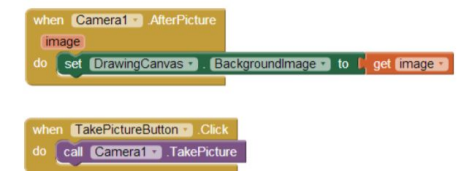 when Camera1 .AfterPicture
image
do set DrawingCanvas . BackgroundImage to get image
when TakePictureButton .Click
do call Camera1 .TakePicture